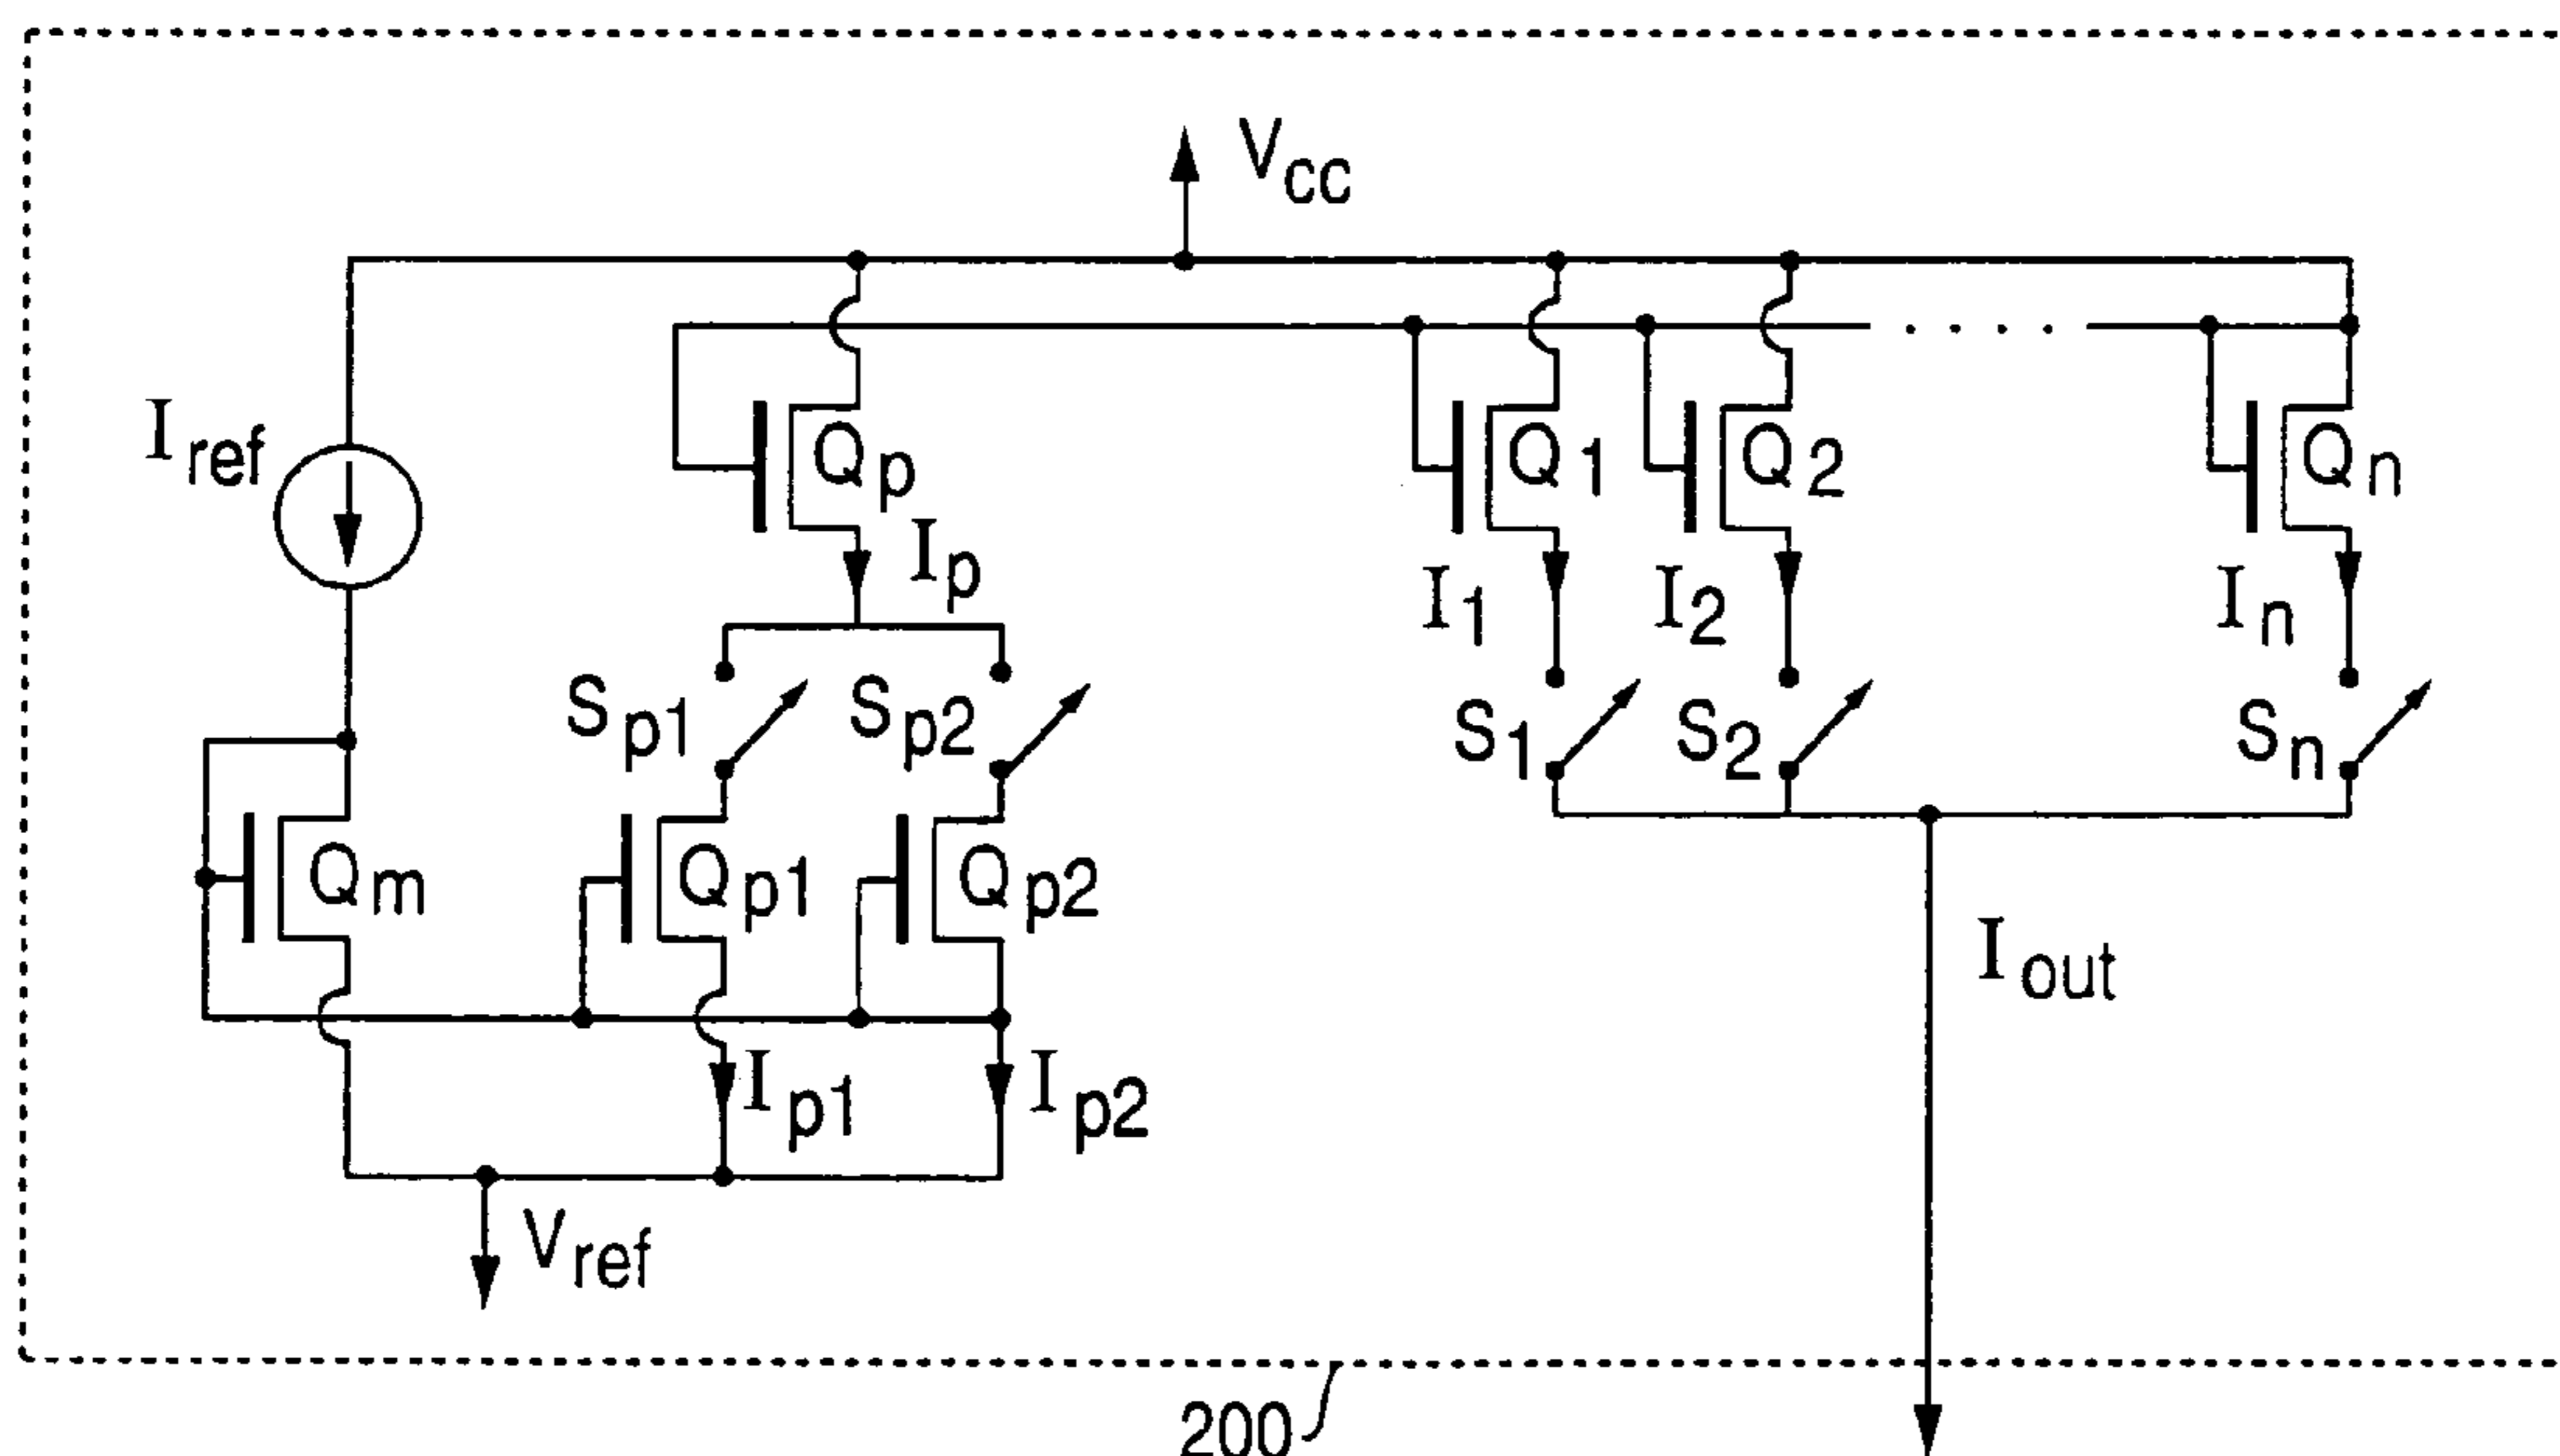 Vcc
Iref
Qp
Q1
Q2
Qn
Ip
I1
I2
In
Sp1
Sp2
S1
S2
Sn
Qm
Qp1
Qp2
Iout
Ip1
Ip2
Vref
200